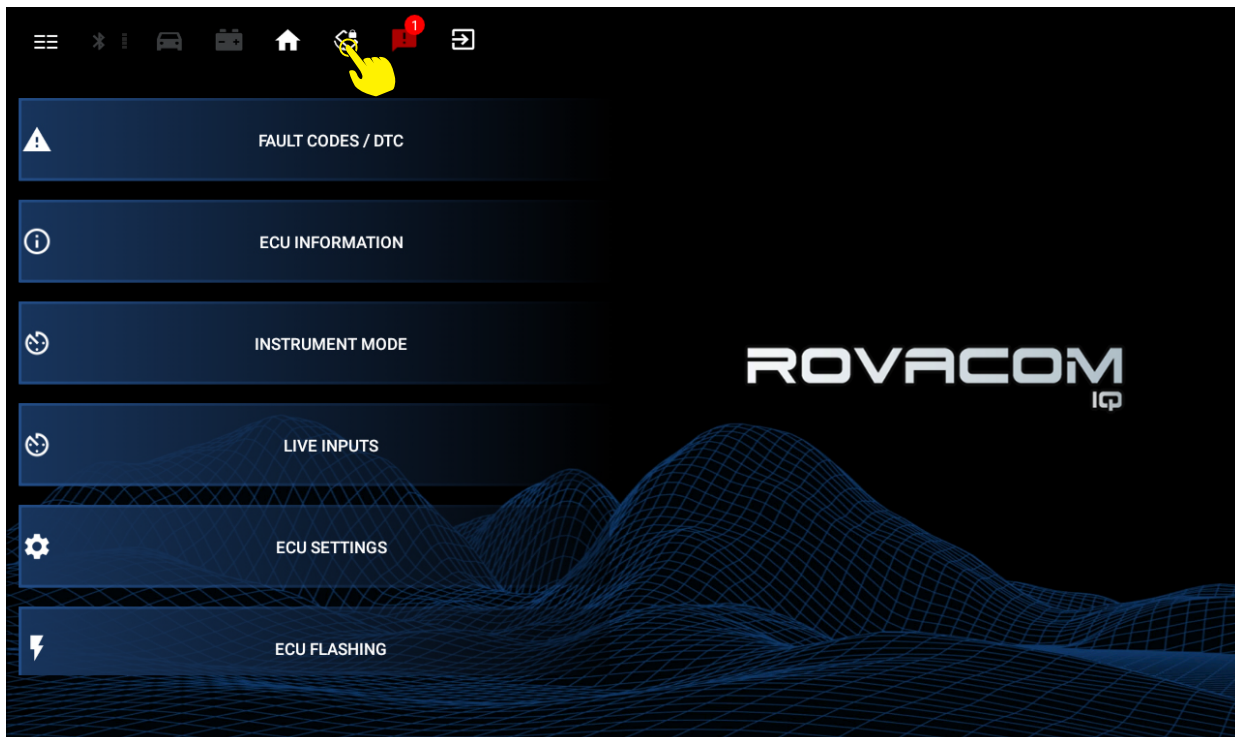 1
FAULT CODES / DTC
ECU INFORMATION
INSTRUMENT MODE
ROVACOM
IQ
LIVE INPUTS
ECU SETTINGS
ECU FLASHING